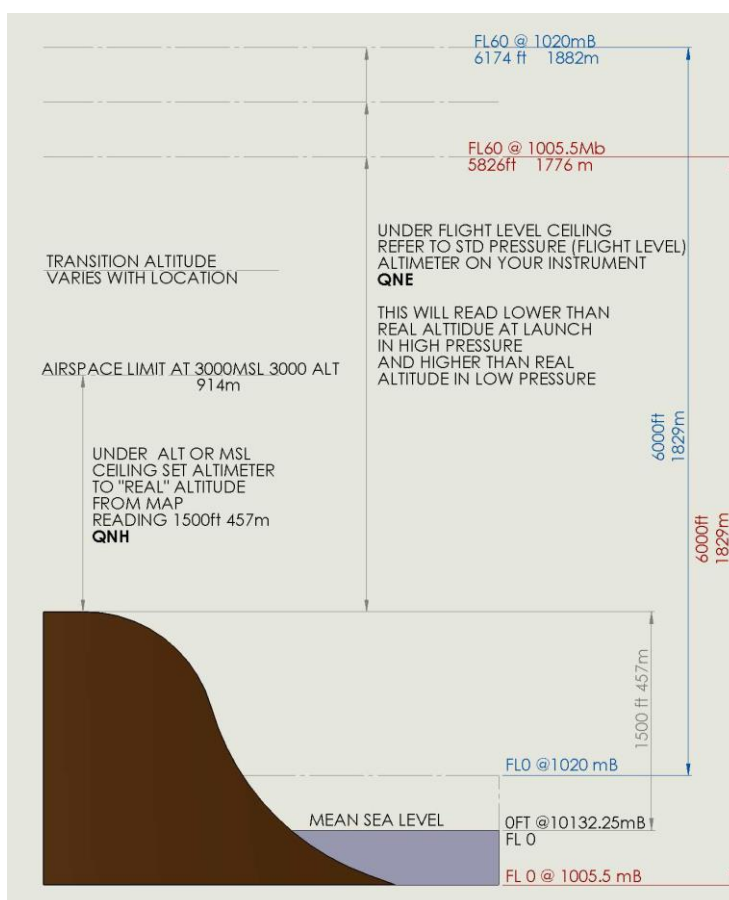 FL60 @ 1020mB
6174 ft 1882m
FL60 @ 1005.5Mb
5826ft 1776 m
UNDER FLIGHT LEVEL CEILING
REFER TO STD PRESSURE (FLIGHT LEVEL)
ALTIMETER ON YOUR INSTRUMENT
QNE
THIS WILL READ LOWER THAN
REAL ALTTIDUE AT LAUNCH
IN HIGH PRESSURE
AND HIGHER THAN REAL
ALTITUDE IN LOW PRESSURE
TRANSITION ALTITUDE
VARIES WITH LOCATION
AIRSPACE LIMIT AT 3000MSL 3000 ALT
914m
UNDER ALT OR MSL
CEILING SET ALTIMETER
TO "REAL" ALTITUDE
FROM MAP
READING 1500ft 457m
QNH
6000ft
1829m
6000ft
1829m
1500 ft 457m
FL0 @1020 mB
MEAN SEA LEVEL
0FT @10132.25mB
FL 0
FL 0 @ 1005.5 mB